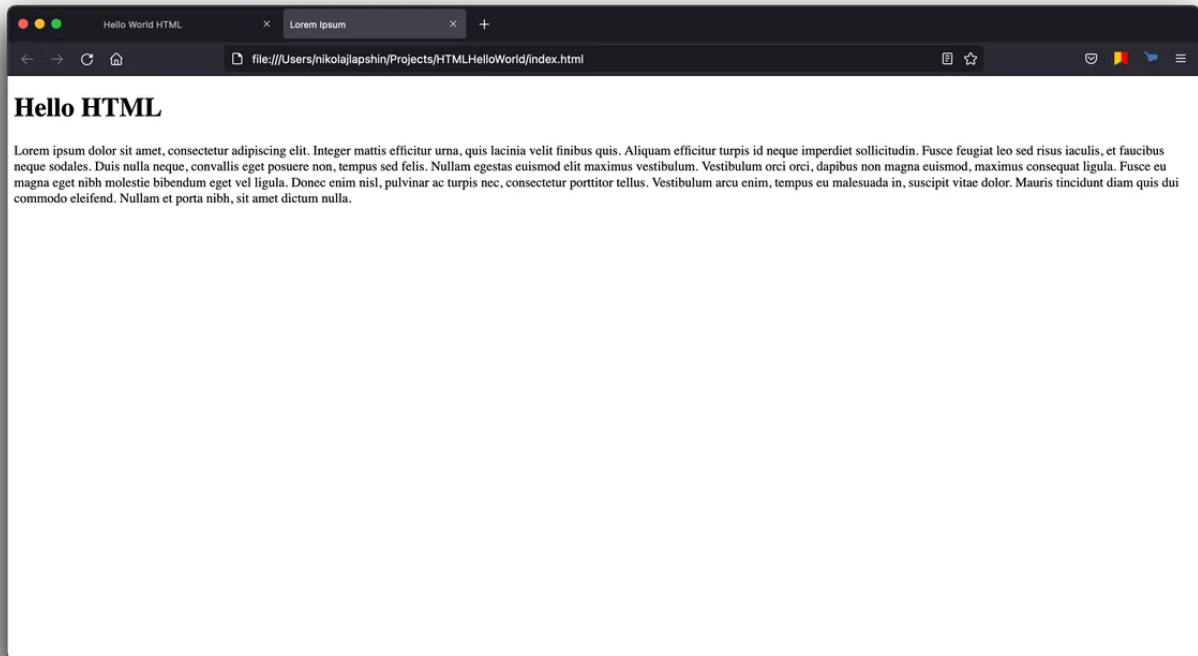 Hello World HTML
Lorem Ipsum
file:///Users/nikolajlapshin/Projects/HTMLHelloWorld/index.html
Hello HTML
Lorem ipsum dolor sit amet, consectetur adipiscing elit. Integer mattis efficitur urna, quis lacinia velit finibus quis. Aliquam efficitur turpis id neque imperdiet sollicitudin. Fusce feugiat leo sed risus iaculis, et faucibus
neque sodales. Duis nulla neque, convallis eget posuere non, tempus sed felis. Nullam egestas euismod elit maximus vestibulum. Vestibulum orci orci, dapibus non magna euismod, maximus consequat ligula. Fusce eu
magna eget nibh molestie bibendum eget vel ligula. Donec enim nisl, pulvinar ac turpis nec, consectetur porttitor tellus. Vestibulum arcu enim, tempus eu malesuada in, suscipit vitae dolor. Mauris tincidunt diam quis dui
commodo eleifend. Nullam et porta nibh, sit amet dictum nulla.